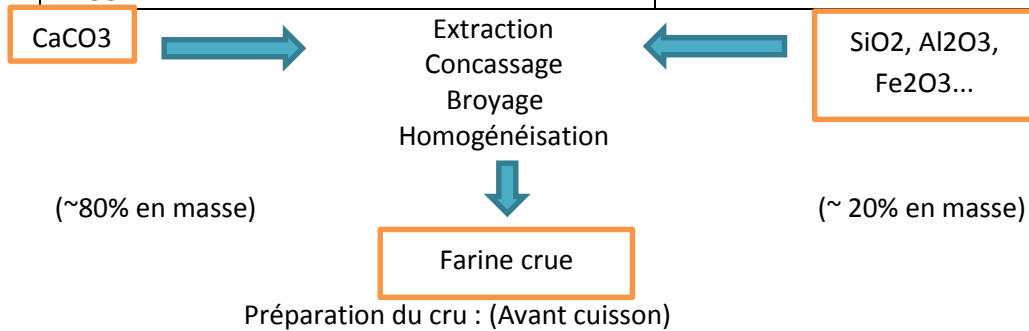 CaCO3
Extraction
Concassage
Broyage
Homogénéisation
SiO2, Al2O3,
Fe2O3...
(~80% en masse)
(~ 20% en masse)
Farine crue
Préparation du cru : (Avant cuisson)